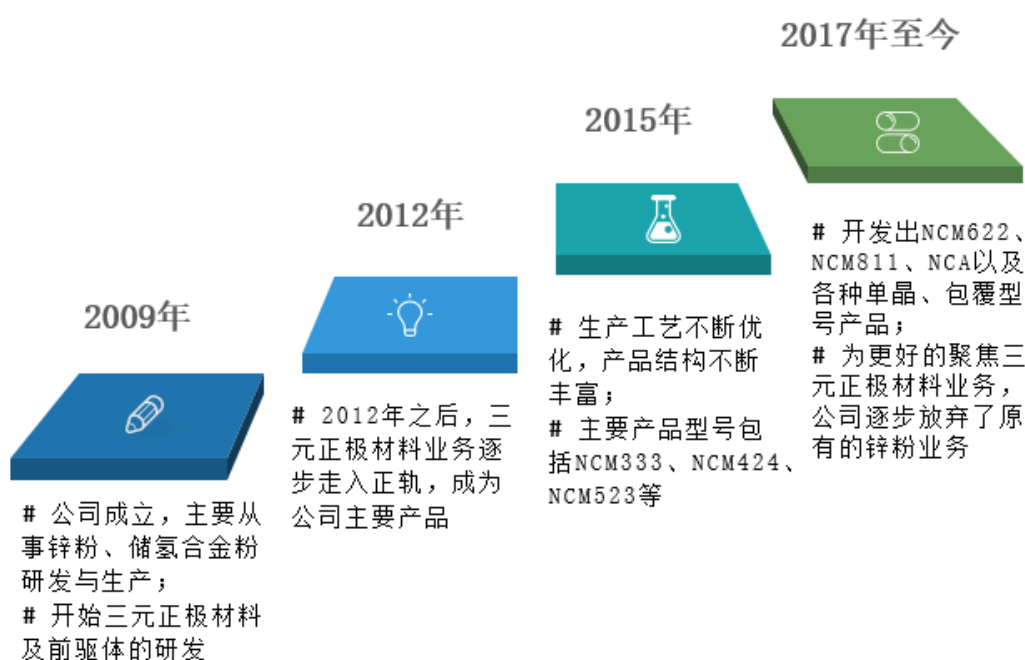 2009年
# 公司成立，主要从
事锌粉、储氢合金粉
研发与生产；
# 开始三元正极材料
及前驱体的研发
2012年
# 2012年之后，三
元正极材料业务逐
步走入正轨，成为
公司主要产品
2015年
# 生产工艺不断优
化，产品结构不断
丰富；
# 主要产品型号包
括NCM333、NCM424、
NCM523等
2017年至今
# 开发出NCM622、
NCM811、NCA以及
各种单晶、包覆型
号产品；
# 为更好的聚焦三
元正极材料业务，
公司逐步放弃了原
有的锌粉业务